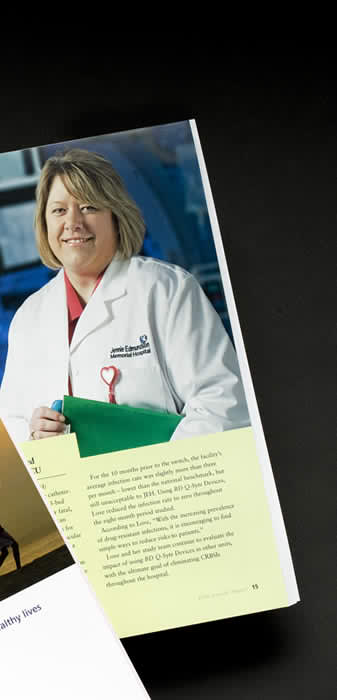 Jennie Edmundson
Memorial Hospital
CU
For the 10 months prior to the switch, the facility's
average infection rate was slightly more than three
per month – lower than the national benchmark, but
still unacceptable to JEH. Using BD Q-Syte Devices,
Love reduced the infection rate to zero throughout
the eight-month period studied.
According to Love, "With the increasing prevalence
of drug-resistant infections, it is encouraging to find
simple ways to reduce risks to patients."
Love and her study team continue to evaluate the
impact of using BD Q-Syte Devices in other units,
with the ultimate goal of eliminating CRBSIs
throughout the hospital.
15
althy lives